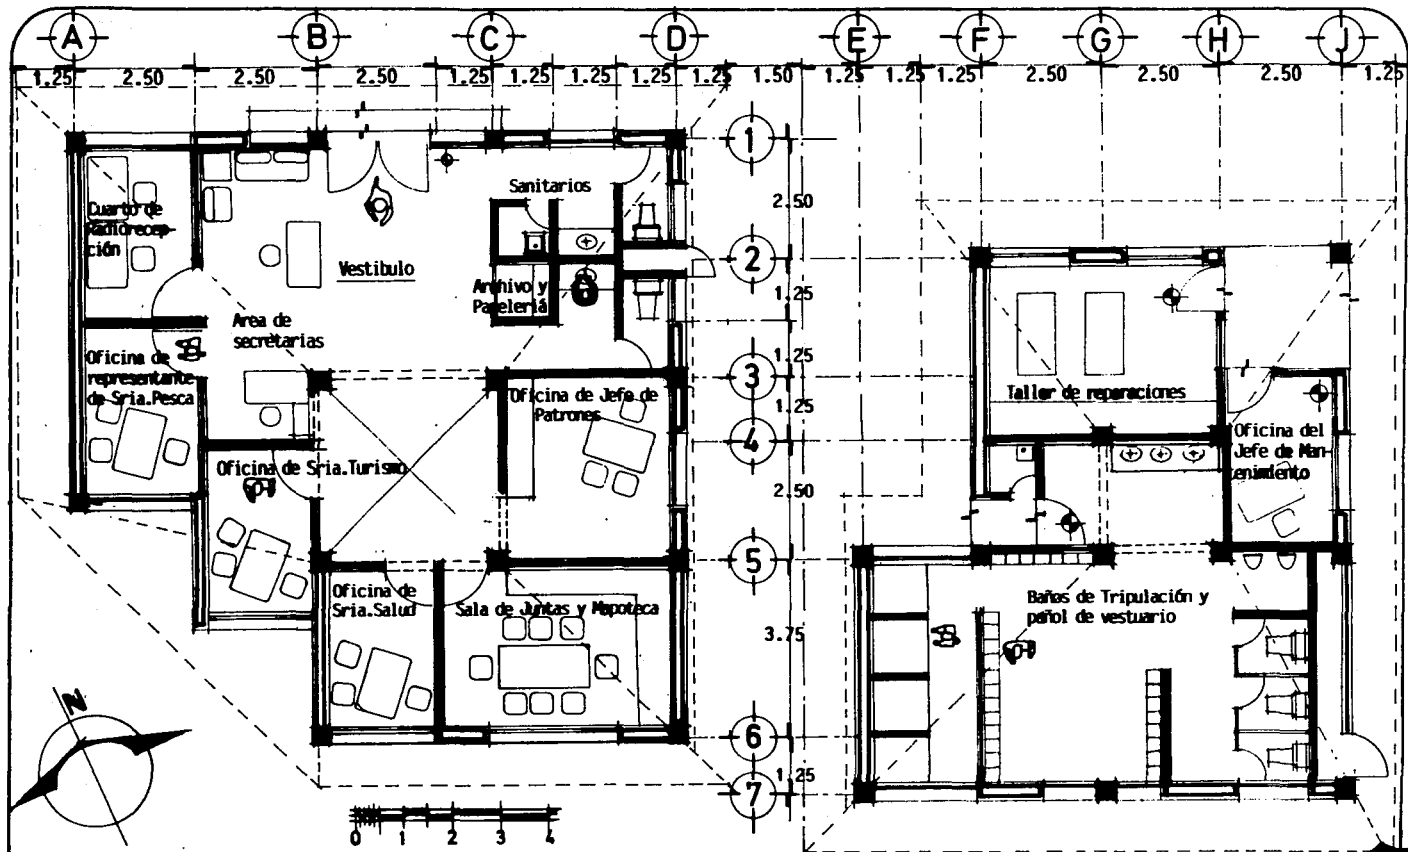 A B C D E F G H J
1.25 2.50 2.50 2.50 1.25 1.25 1.25 1.25 1.25 1.50 1.25 1.25 1.25 2.50 2.50 2.50 1.25
1
2.50
2
1.25
1.25
3
1.25
4
2.50
5
3.75
6
1.25
7
Cuarto de
Radiorecep-
ción
Vestibulo
Sanitarios
Archivo y
Papeleriá
Area de
secretarias
Oficina de
representante
de Sria.Pesca
Oficina de Jefe de
Patrones
Oficina de Sria.Turismo
Oficina de
Sria.Salud
Sala de Juntas y Mapoteca
Taller de reparaciones
Oficina del
Jefe de Man-
tenimiento
Baños de Tripulación y
pañol de vestuario
N
0 1 2 3 4